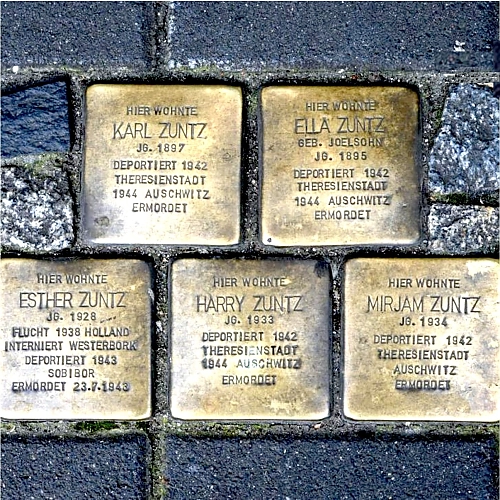 HIER WOHNTE
KARL ZUNTZ
JG. 1897
DEPORTIERT 1942
THERESIENSTADT
1944 AUSCHWITZ
ERMORDET
HIER WOHNTE
ELLA ZUNTZ
GEB. JOELSOHN
JG. 1895
DEPORTIERT 1942
THERESIENSTADT
1944 AUSCHWITZ
ERMORDET
HIER WOHNTE
ESTHER ZUNTZ
JG. 1928
FLUCHT 1938 HOLLAND
INTERNIERT WESTERBORK
DEPORTIERT 1943
SOBIBOR
ERMORDET 23.7.1943
HIER WOHNTE
HARRY ZUNTZ
JG. 1933
DEPORTIERT 1942
THERESIENSTADT
1944 AUSCHWITZ
ERMORDET
HIER WOHNTE
MIRJAM ZUNTZ
JG. 1934
DEPORTIERT 1942
THERESIENSTADT
AUSCHWITZ
ERMORDET